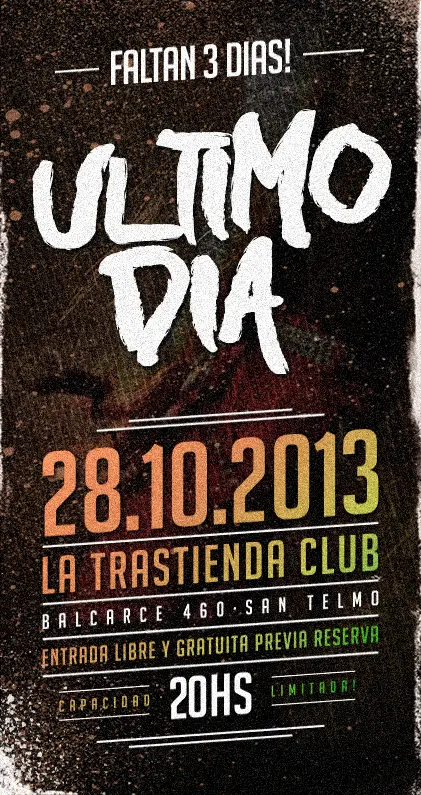 FALTAN 3 DIAS!
ULTIMO
DIA
28.10.2013
LA TRASTIENDA CLUB
BALCARCE 460·SAN TELMO
ENTRADA LIBRE Y GRATUITA PREVIA RESERVA
CAPACIDAD 20HS LIMITADA!